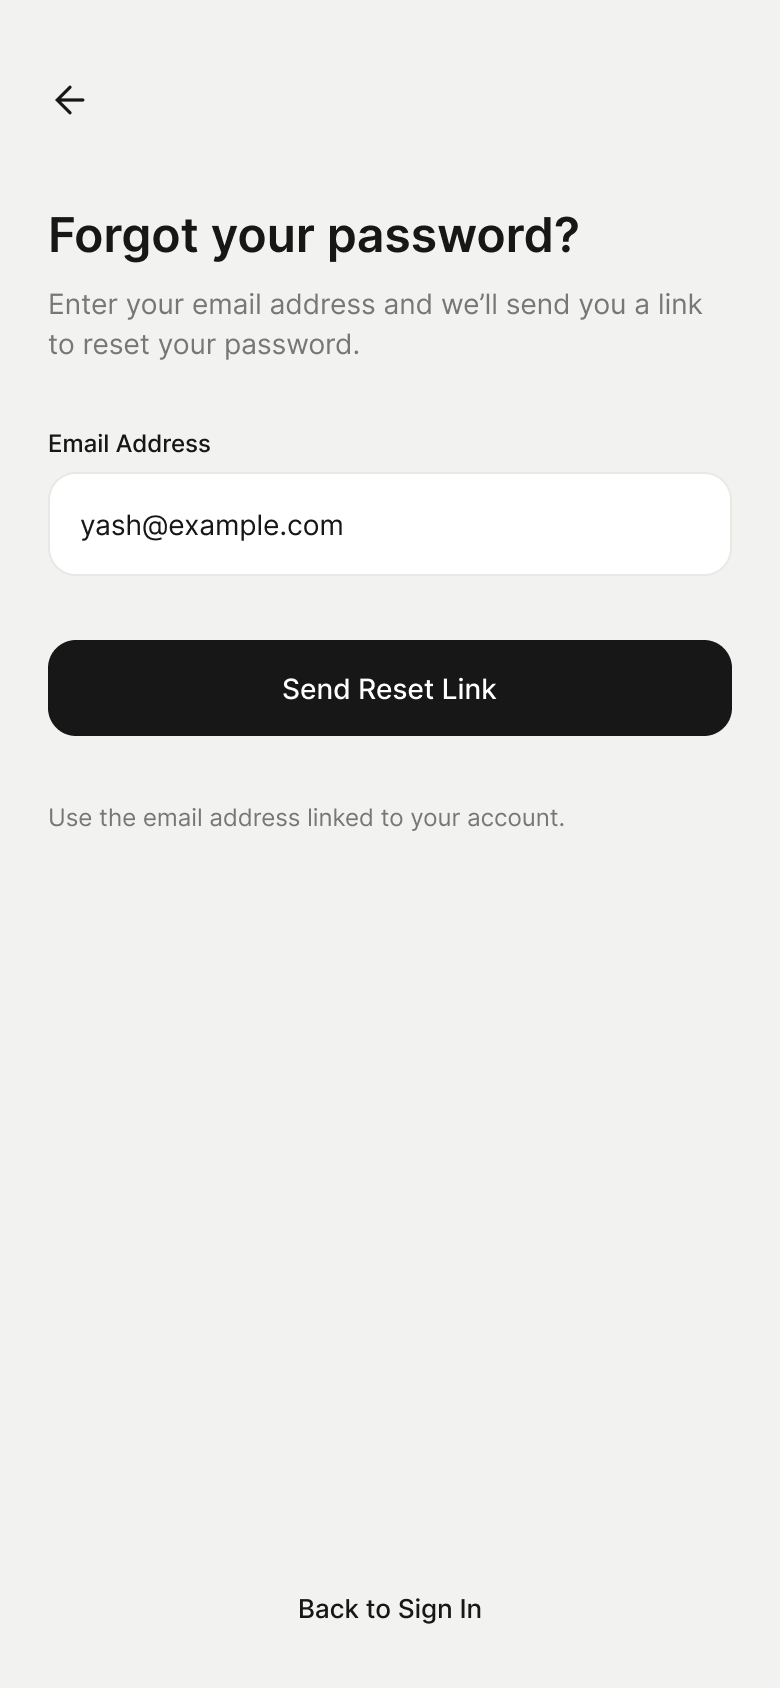 Forgot your password?
Enter your email address and we’ll send you a link
to reset your password.
Email Address
yash@example.com
Send Reset Link
Use the email address linked to your account.
Back to Sign In